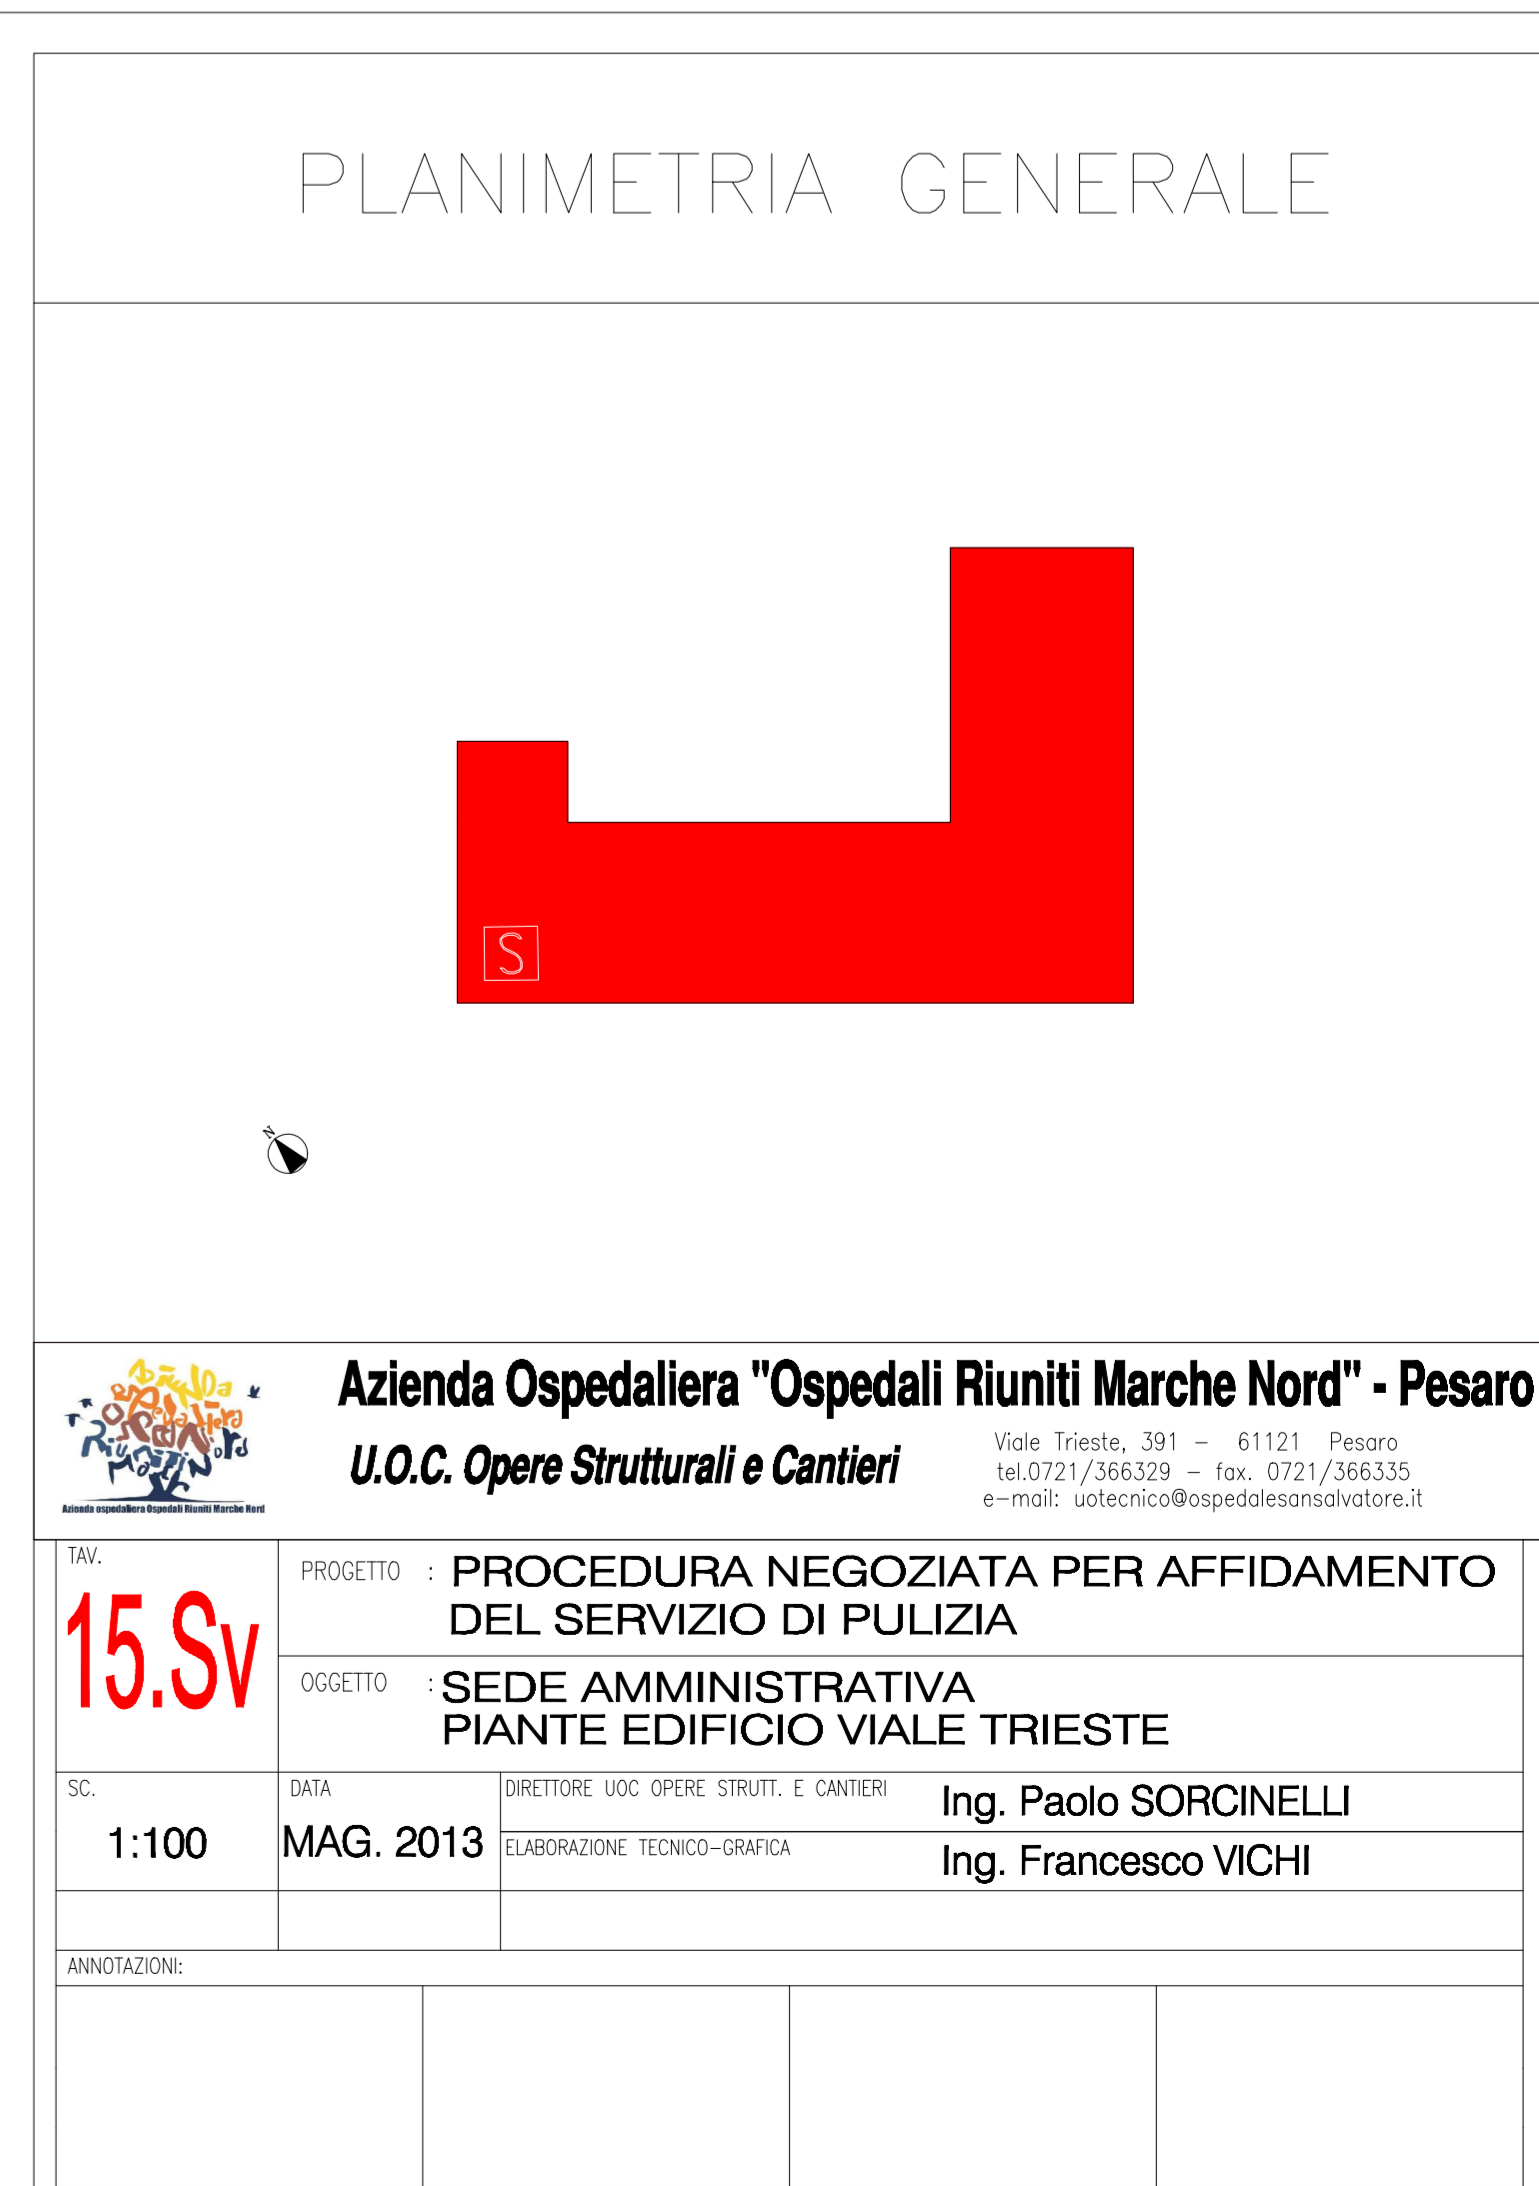 PLANIMETRIA GENERALE
S
N
Azienda ospedaliera Ospedali Riuniti Marche Nord
Azienda Ospedaliera "Ospedali Riuniti Marche Nord" - Pesaro
U.O.C. Opere Strutturali e Cantieri
Viale Trieste, 391 – 61121 Pesaro
tel.0721/366329 – fax. 0721/366335
e–mail: uotecnico@ospedalesansalvatore.it
TAV.
15.Sv
PROGETTO : PROCEDURA NEGOZIATA PER AFFIDAMENTO
DEL SERVIZIO DI PULIZIA
OGGETTO : SEDE AMMINISTRATIVA
PIANTE EDIFICIO VIALE TRIESTE
SC.
1:100
DATA
MAG. 2013
DIRETTORE UOC OPERE STRUTT. E CANTIERI Ing. Paolo SORCINELLI
ELABORAZIONE TECNICO–GRAFICA Ing. Francesco VICHI
ANNOTAZIONI: